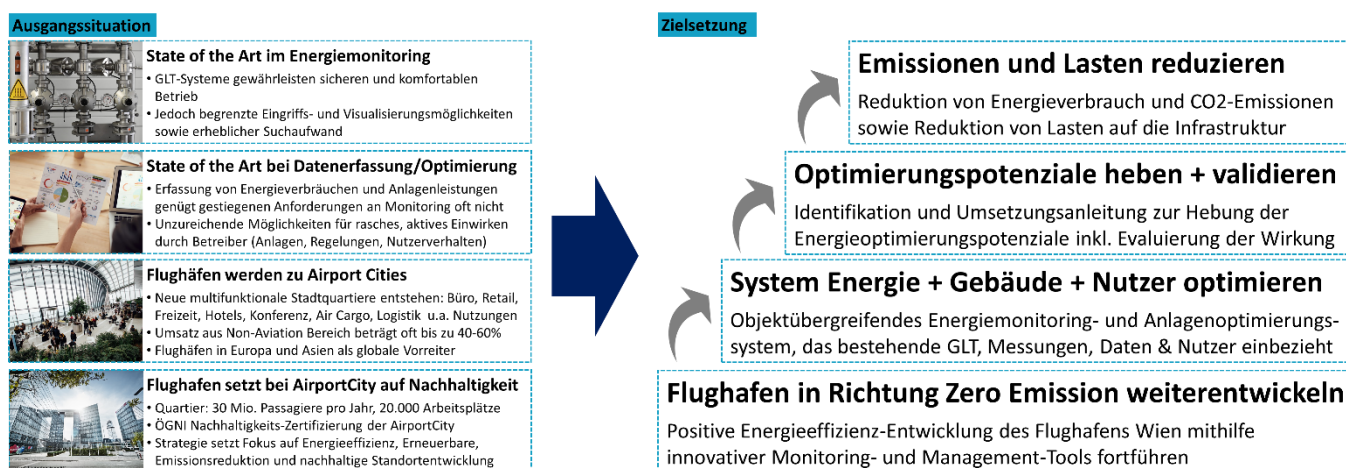 Ausgangssituation
State of the Art im Energiemonitoring
• GLT-Systeme gewährleisten sicheren und komfortablen
Betrieb
• Jedoch begrenzte Eingriffs- und Visualisierungsmöglichkeiten
sowie erheblicher Suchaufwand
State of the Art bei Datenerfassung/Optimierung
• Erfassung von Energieverbräuchen und Anlagenleistungen
genügt gestiegenen Anforderungen an Monitoring oft nicht
• Unzureichende Möglichkeiten für rasches, aktives Einwirken
durch Betreiber (Anlagen, Regelungen, Nutzerverhalten)
Flughäfen werden zu Airport Cities
• Neue multifunktionale Stadtquartiere entstehen: Büro, Retail,
Freizeit, Hotels, Konferenz, Air Cargo, Logistik u.a. Nutzungen
• Umsatz aus Non-Aviation Bereich beträgt oft bis zu 40-60%
• Flughäfen in Europa und Asien als globale Vorreiter
Flughafen setzt bei AirportCity auf Nachhaltigkeit
• Quartier: 30 Mio. Passagiere pro Jahr, 20.000 Arbeitsplätze
• ÖGNI Nachhaltigkeits-Zertifizierung der AirportCity
• Strategie setzt Fokus auf Energieeffizienz, Erneuerbare,
Emissionsreduktion und nachhaltige Standortentwicklung
Zielsetzung
Emissionen und Lasten reduzieren
Reduktion von Energieverbrauch und CO2-Emissionen
sowie Reduktion von Lasten auf die Infrastruktur
Optimierungspotenziale heben + validieren
Identifikation und Umsetzungsanleitung zur Hebung der
Energieoptimierungspotenziale inkl. Evaluierung der Wirkung
System Energie + Gebäude + Nutzer optimieren
Objektübergreifendes Energiemonitoring- und Anlagenoptimierungs-
system, das bestehende GLT, Messungen, Daten & Nutzer einbezieht
Flughafen in Richtung Zero Emission weiterentwickeln
Positive Energieeffizienz-Entwicklung des Flughafens Wien mithilfe
innovativer Monitoring- und Management-Tools fortführen